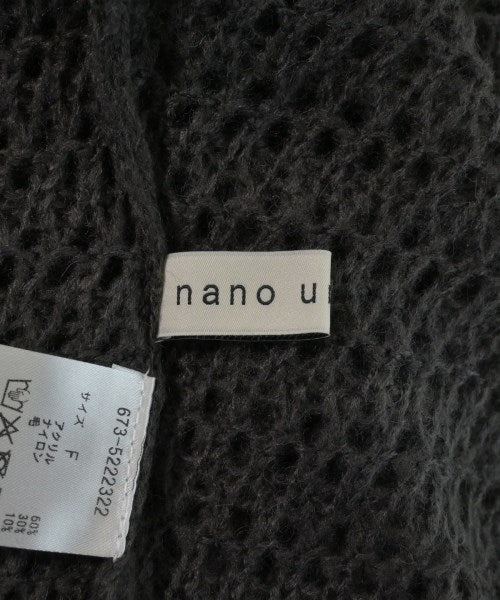 nano u
673-5222322
サイズ F
アクリル 60%
ナイロン 30%
毛 10%